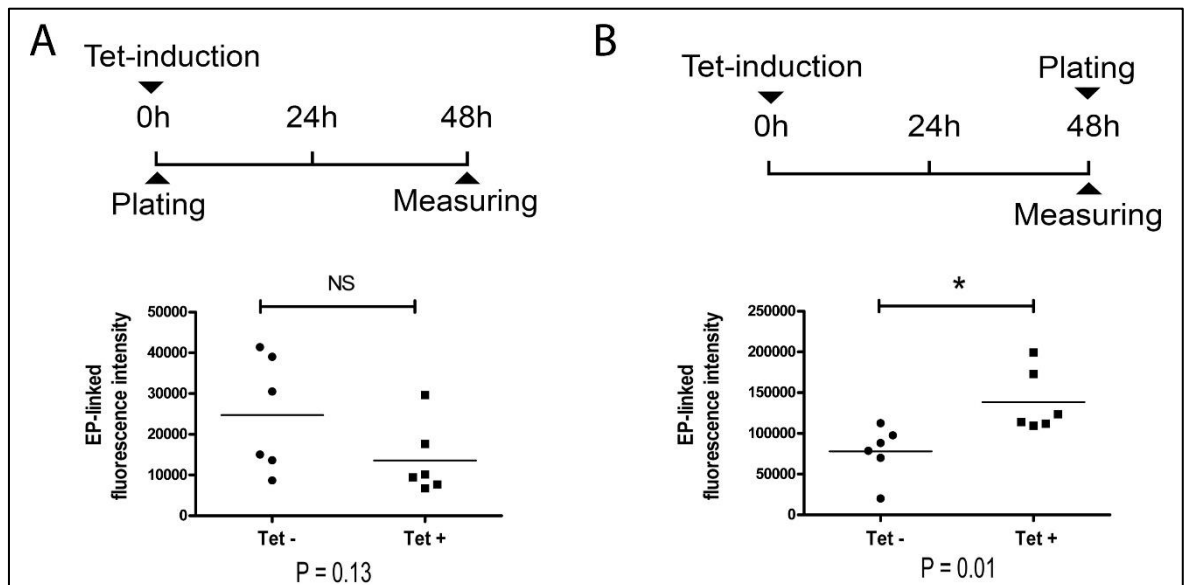 A
Tet-induction
0h 24h 48h
Plating Measuring
NS
EP-linked
fluorescence intensity
50000
40000
30000
20000
10000
0
Tet - Tet +
P = 0.13
B
Tet-induction Plating
0h 24h 48h
Measuring
*
EP-linked
fluorescence intensity
250000
200000
150000
100000
50000
0
Tet - Tet +
P = 0.01